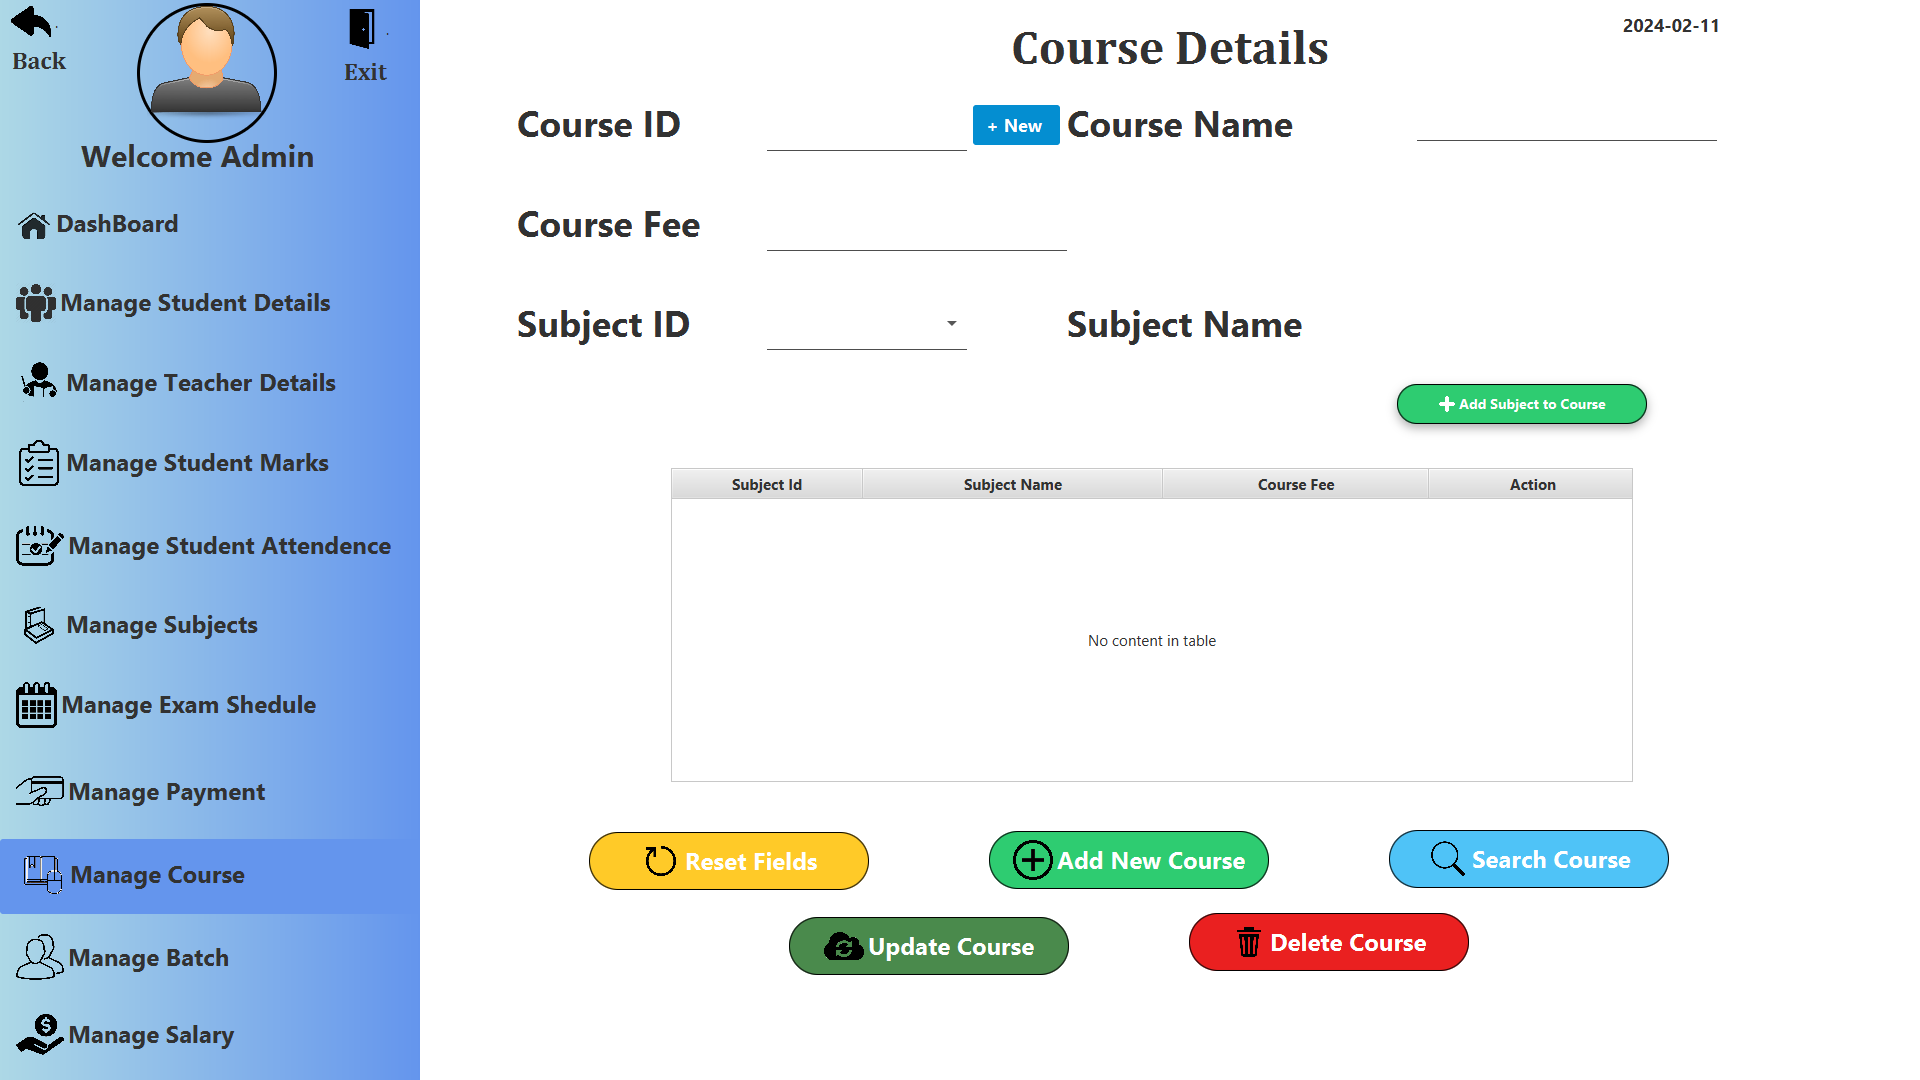 Back
Exit
Welcome Admin
DashBoard
Manage Student Details
Manage Teacher Details
Manage Student Marks
Manage Student Attendence
Manage Subjects
Manage Exam Shedule
Manage Payment
Manage Course
Manage Batch
Manage Salary
Course Details
2024-02-11
Course ID
+ New
Course Name
Course Fee
Subject ID
Subject Name
Add Subject to Course
Subject Id Subject Name Course Fee Action
No content in table
Reset Fields
Add New Course
Search Course
Update Course
Delete Course